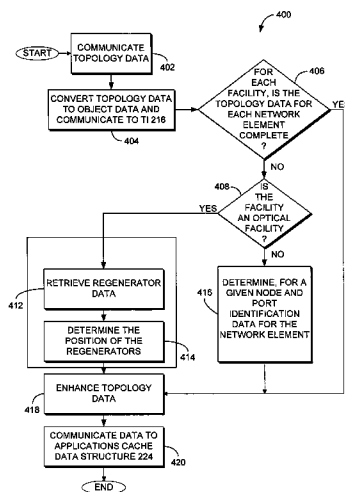 400
START
COMMUNICATE
TOPOLOGY DATA
402
CONVERT TOPOLOGY DATA
TO OBJECT DATA AND
COMMUNICATE TO TI 216
404
FOR
EACH
FACILITY, IS THE
TOPOLOGY DATA FOR
EACH NETWORK
ELEMENT
COMPLETE
?
406
YES
NO
408
IS
THE
FACILITY
AN OPTICAL
FACILITY
?
YES
NO
412
RETRIEVE REGENERATOR
DATA
DETERMINE THE
POSITION OF THE
REGENERATORS
414
416
DETERMINE, FOR A
GIVEN NODE AND
PORT
IDENTIFICATION
DATA FOR THE
NETWORK ELEMENT
418
ENHANCE TOPOLOGY
DATA
COMMUNICATE DATA TO
APPLICATIONS CACHE
DATA STRUCTURE 224
420
END